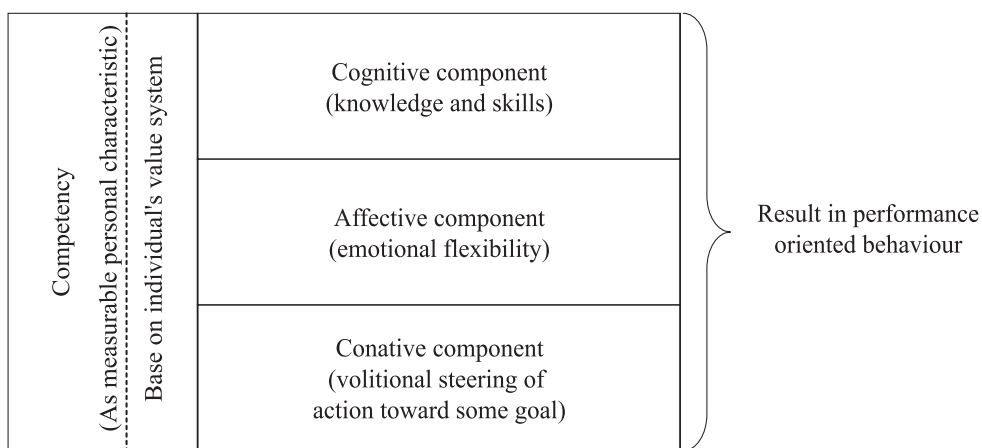 Competency
(As measurable personal characteristic)
Base on individual's value system
Cognitive component
(knowledge and skills)
Affective component
(emotional flexibility)
Conative component
(volitional steering of
action toward some goal)
Result in performance
oriented behaviour